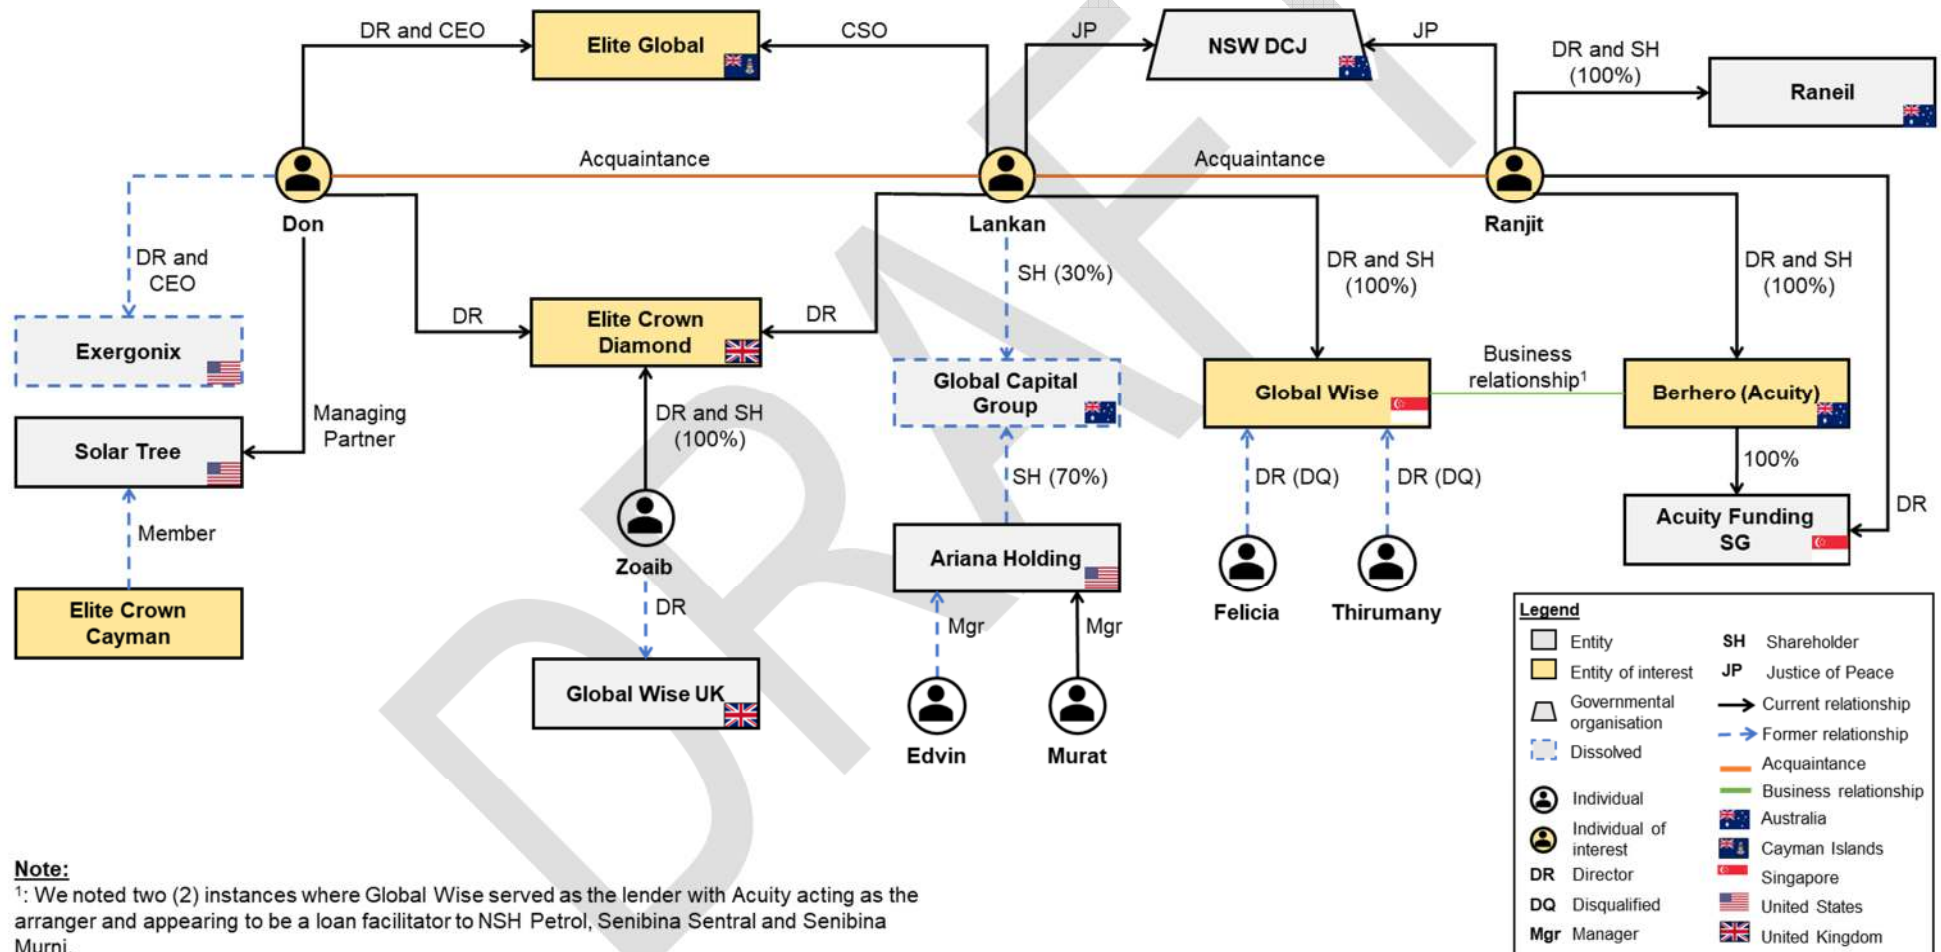 DR and CEO
Elite Global
CSO
JP
NSW DCJ
JP
DR and SH
(100%)
Raneil
Acquaintance
Acquaintance
Don
Lankan
Ranjit
DR and
CEO
SH (30%)
DR and SH
(100%)
DR and SH
(100%)
Exergonix
DR
Elite Crown
Diamond
DR
Global Capital
Group
Business
relationship¹
Global Wise
Berhero (Acuity)
Managing
Partner
DR and SH
(100%)
Solar Tree
SH (70%)
DR (DQ)
DR (DQ)
100%
Acuity Funding
SG
DR
Member
Zoaib
Ariana Holding
DR
Mgr
Mgr
Felicia
Thirumany
Elite Crown
Cayman
Global Wise UK
Edvin
Murat
Legend
Entity
Entity of interest
Governmental
organisation
Dissolved
Individual
Individual of
interest
DR Director
DQ Disqualified
Mgr Manager
SH Shareholder
JP Justice of Peace
Current relationship
Former relationship
Acquaintance
Business relationship
Australia
Cayman Islands
Singapore
United States
United Kingdom
Note:
¹: We noted two (2) instances where Global Wise served as the lender with Acuity acting as the
arranger and appearing to be a loan facilitator to NSH Petrol, Senibina Sentral and Senibina
Murni.
DRAFT